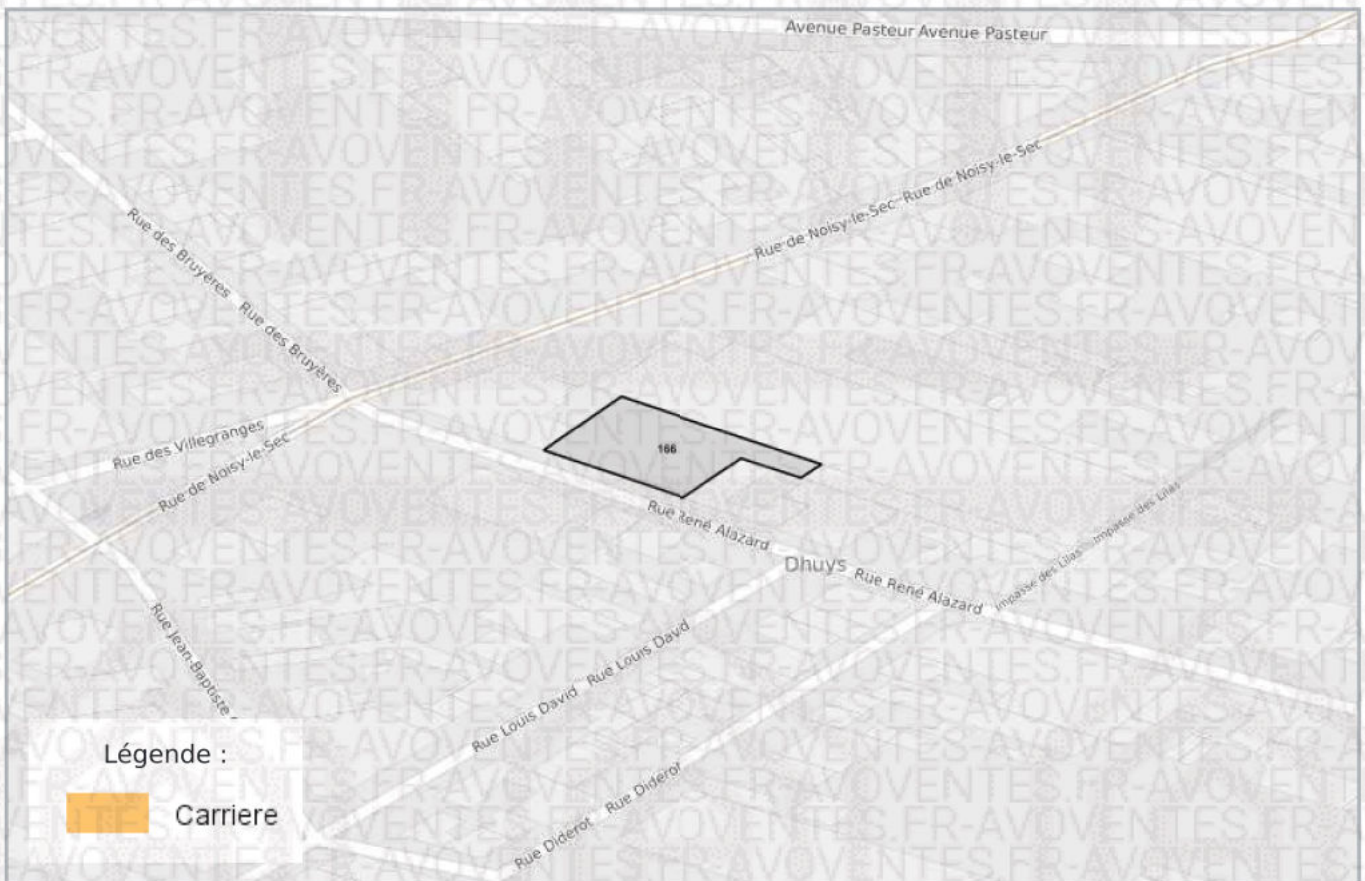 Avenue Pasteur Avenue Pasteur
Rue de Noisy-le-Sec Rue de Noisy-le-Sec
Rue des Bruyères Rue des Bruyères
Rue des Villegranges
Rue de Noisy-le-Sec
166
Rue René Alazard
Dhuys
Rue René Alazard
Impasse des Lilas Impasse des Lilas
Rue Jean-Baptiste
Rue Louis David Rue Louis David
Rue Diderot Rue Diderot
Légende :
Carriere
AVOVENTES.FR